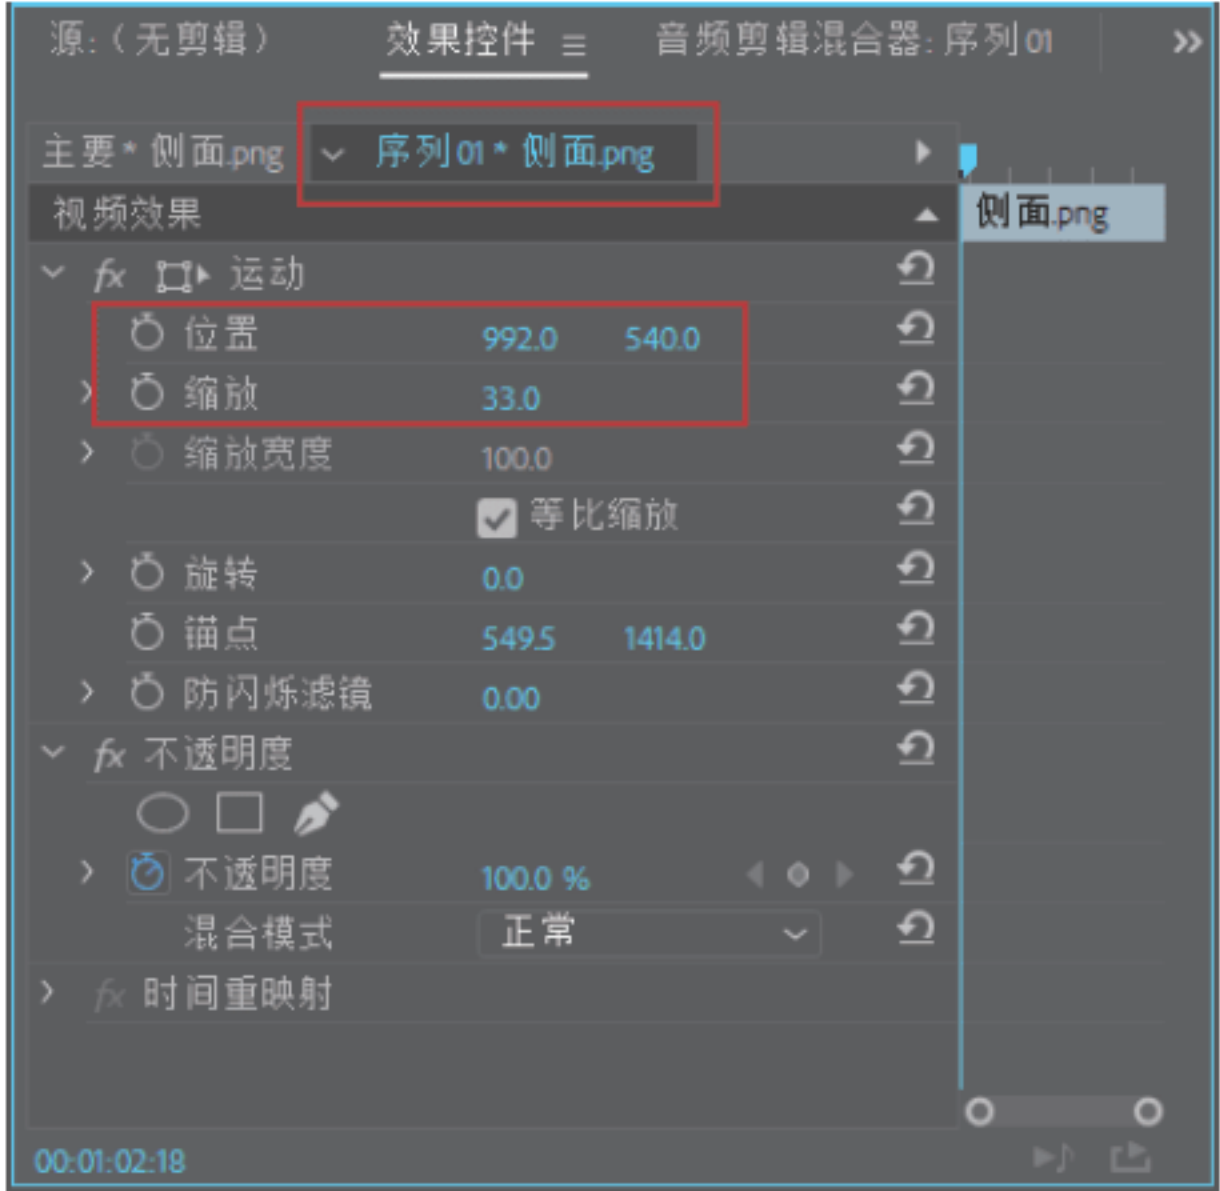 源:（无剪辑） 效果控件 音频剪辑混合器: 序列 01
主要* 侧面.png 序列 01 * 侧面.png
视频效果 侧面.png
fx 运动
位置 992.0 540.0
缩放 33.0
缩放宽度 100.0
等比缩放
旋转 0.0
锚点 549.5 1414.0
防闪烁滤镜 0.00
fx 不透明度
不透明度 100.0 %
混合模式 正常
fx 时间重映射
00:01:02:18